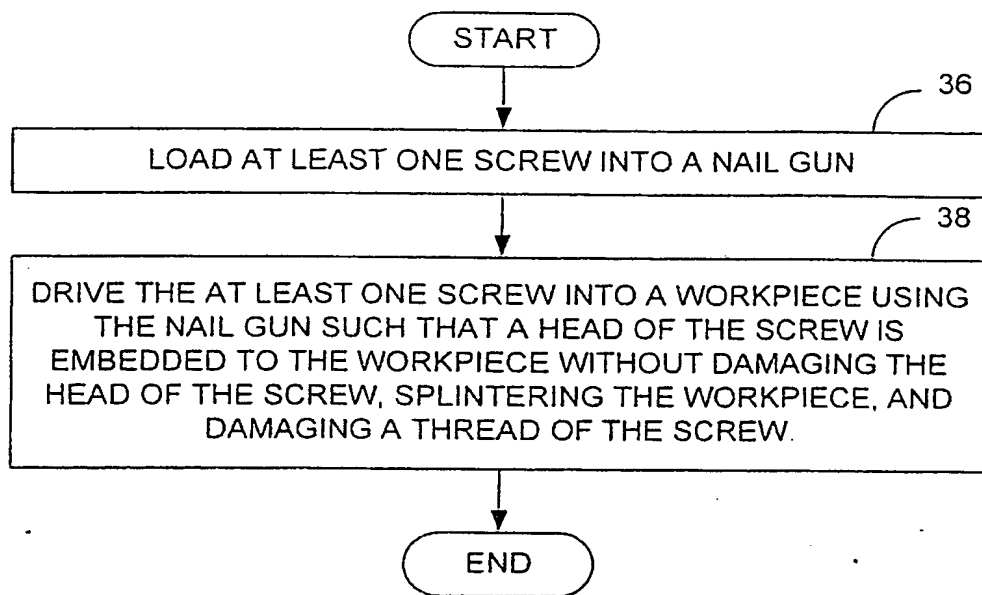 START
36
LOAD AT LEAST ONE SCREW INTO A NAIL GUN
38
DRIVE THE AT LEAST ONE SCREW INTO A WORKPIECE USING
THE NAIL GUN SUCH THAT A HEAD OF THE SCREW IS
EMBEDDED TO THE WORKPIECE WITHOUT DAMAGING THE
HEAD OF THE SCREW, SPLINTERING THE WORKPIECE, AND
DAMAGING A THREAD OF THE SCREW.
END